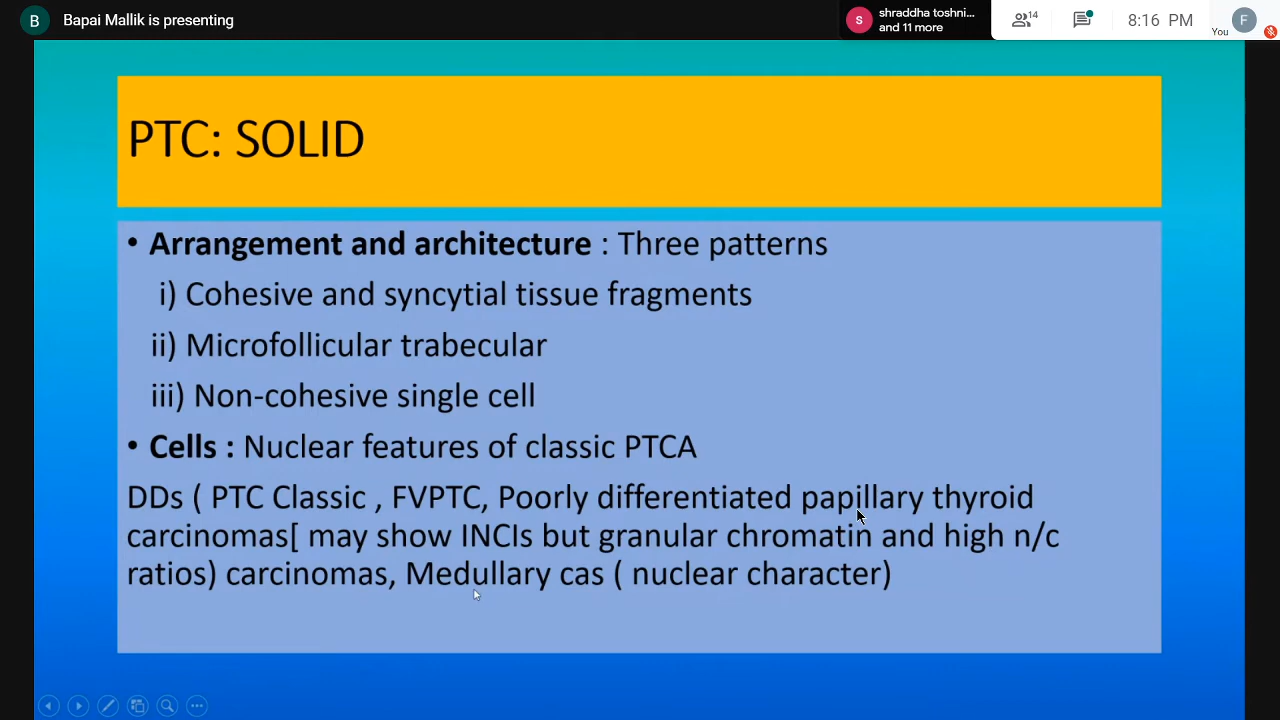 B Bapai Mallik is presenting
S shraddha toshni...
and 11 more
14
8:16 PM
You F
PTC: SOLID
• Arrangement and architecture : Three patterns
i) Cohesive and syncytial tissue fragments
ii) Microfollicular trabecular
iii) Non-cohesive single cell
• Cells : Nuclear features of classic PTCA
DDs ( PTC Classic , FVPTC, Poorly differentiated papillary thyroid
carcinomas[ may show INCIs but granular chromatin and high n/c
ratios) carcinomas, Medullary cas ( nuclear character)